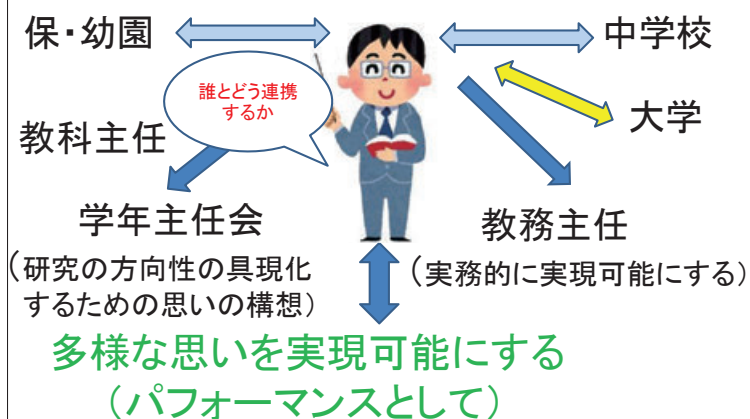 保・幼園
中学校
誰とどう連携
するか
大学
教科主任
学年主任会
教務主任
(研究の方向性の具現化
するための思いの構想)
(実務的に実現可能にする)
多様な思いを実現可能にする
(パフォーマンスとして)